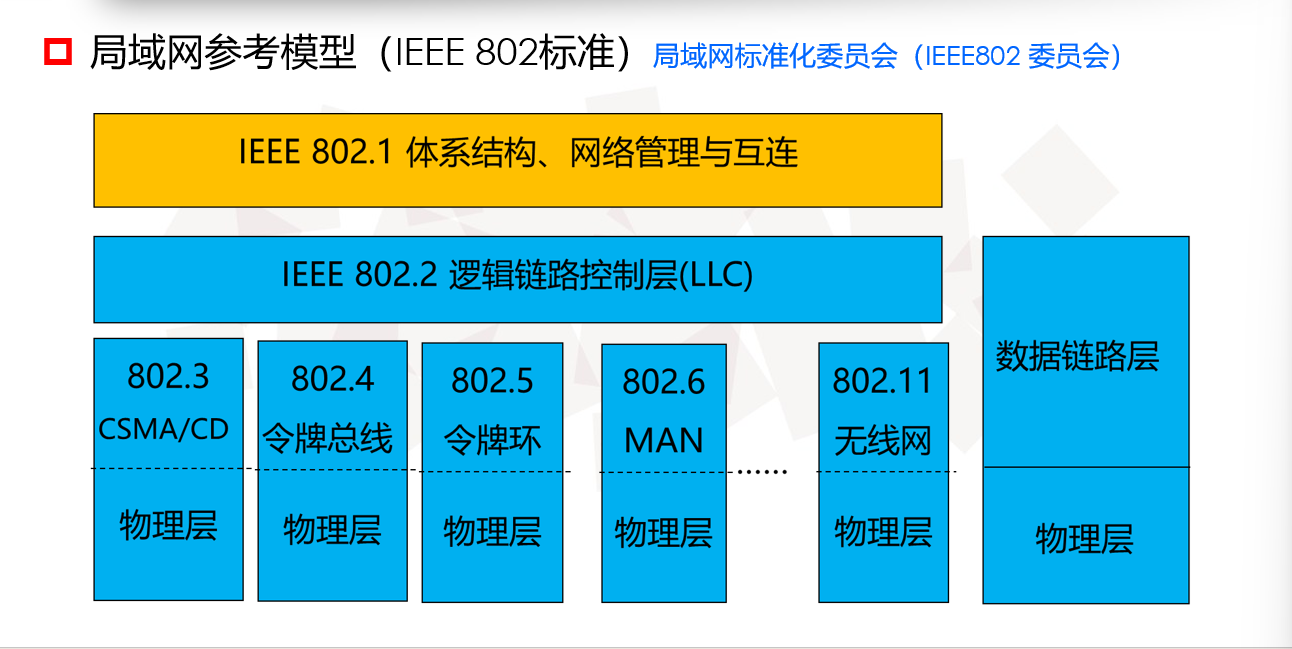 局域网参考模型（IEEE 802标准）局域网标准化委员会（IEEE802 委员会）
IEEE 802.1 体系结构、网络管理与互连
IEEE 802.2 逻辑链路控制层(LLC)
802.3
CSMA/CD
物理层
802.4
令牌总线
物理层
802.5
令牌环
物理层
802.6
MAN
物理层
……
802.11
无线网
物理层
数据链路层
物理层